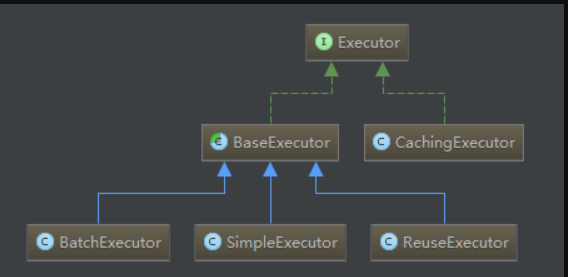 I Executor
C BaseExecutor
C CachingExecutor
C BatchExecutor
C SimpleExecutor
C ReuseExecutor